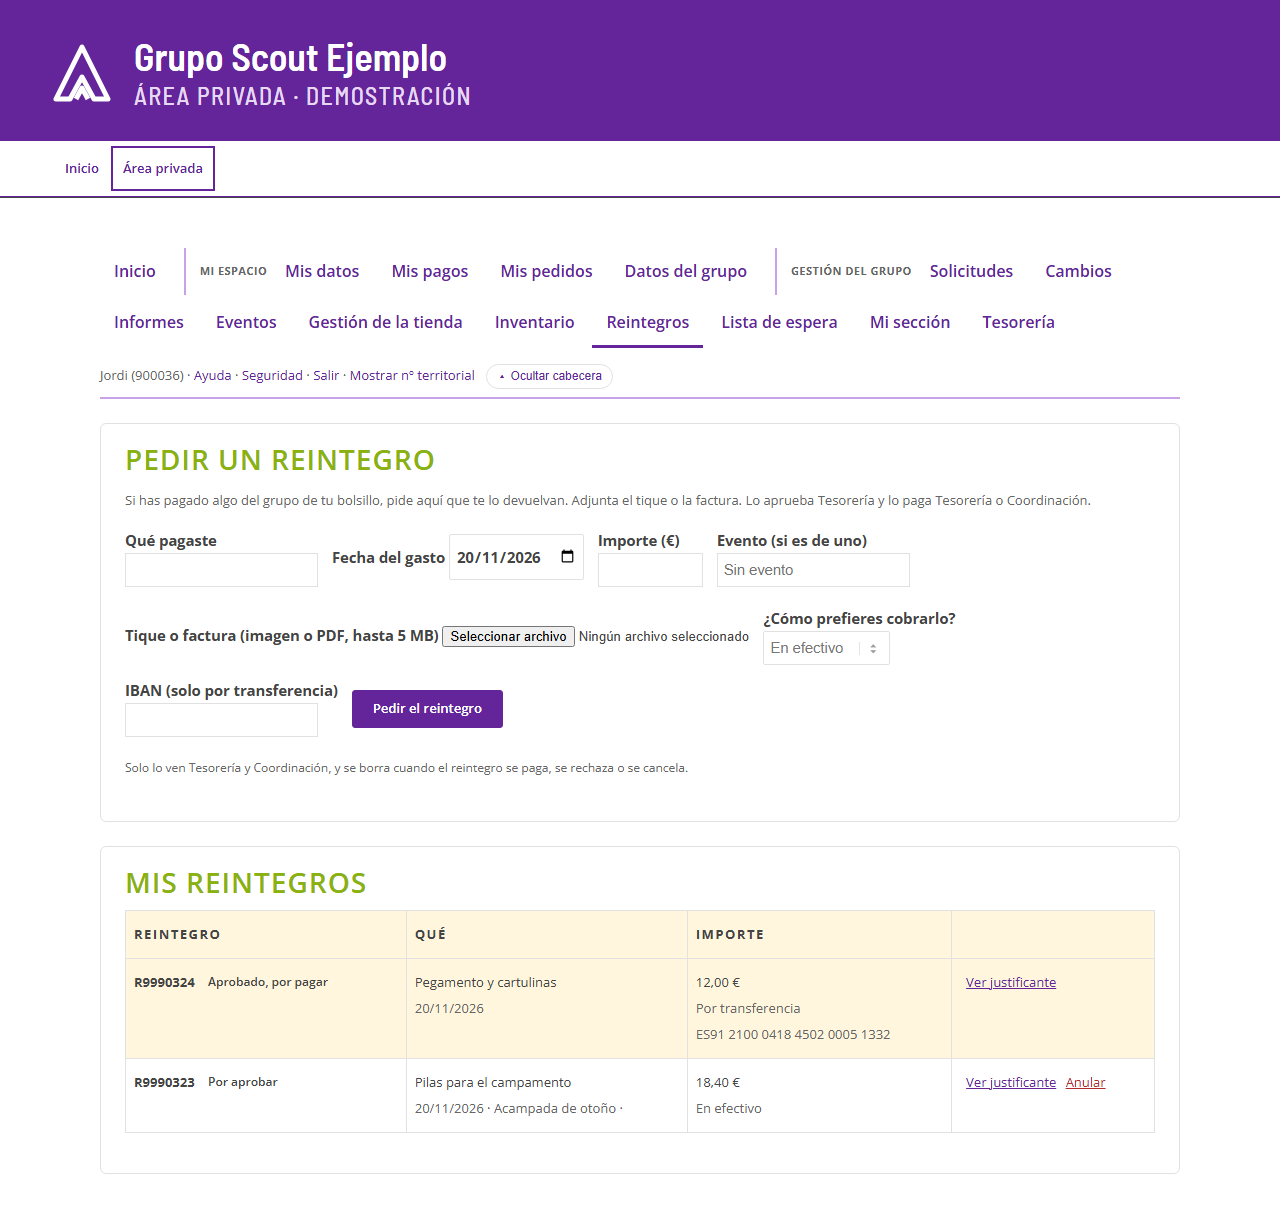 Grupo Scout Ejemplo
ÁREA PRIVADA · DEMOSTRACIÓN
Inicio Área privada
Inicio MI ESPACIO Mis datos Mis pagos Mis pedidos Datos del grupo GESTIÓN DEL GRUPO Solicitudes Cambios
Informes Eventos Gestión de la tienda Inventario Reintegros Lista de espera Mi sección Tesorería
Jordi (900036) · Ayuda · Seguridad · Salir · Mostrar nº territorial Ocultar cabecera
PEDIR UN REINTEGRO
Si has pagado algo del grupo de tu bolsillo, pide aquí que te lo devuelvan. Adjunta el tique o la factura. Lo aprueba Tesorería y lo paga Tesorería o Coordinación.
Qué pagaste
Fecha del gasto 20/11/2026
Importe (€)
Evento (si es de uno)
Sin evento
Tique o factura (imagen o PDF, hasta 5 MB) Seleccionar archivo Ningún archivo seleccionado
¿Cómo prefieres cobrarlo?
En efectivo
IBAN (solo por transferencia)
Pedir el reintegro
Solo lo ven Tesorería y Coordinación, y se borra cuando el reintegro se paga, se rechaza o se cancela.
MIS REINTEGROS
REINTEGRO QUÉ IMPORTE
R9990324 Aprobado, por pagar Pegamento y cartulinas 12,00 € Ver justificante
20/11/2026 Por transferencia
ES91 2100 0418 4502 0005 1332
R9990323 Por aprobar Pilas para el campamento 18,40 € Ver justificante Anular
20/11/2026 · Acampada de otoño · En efectivo